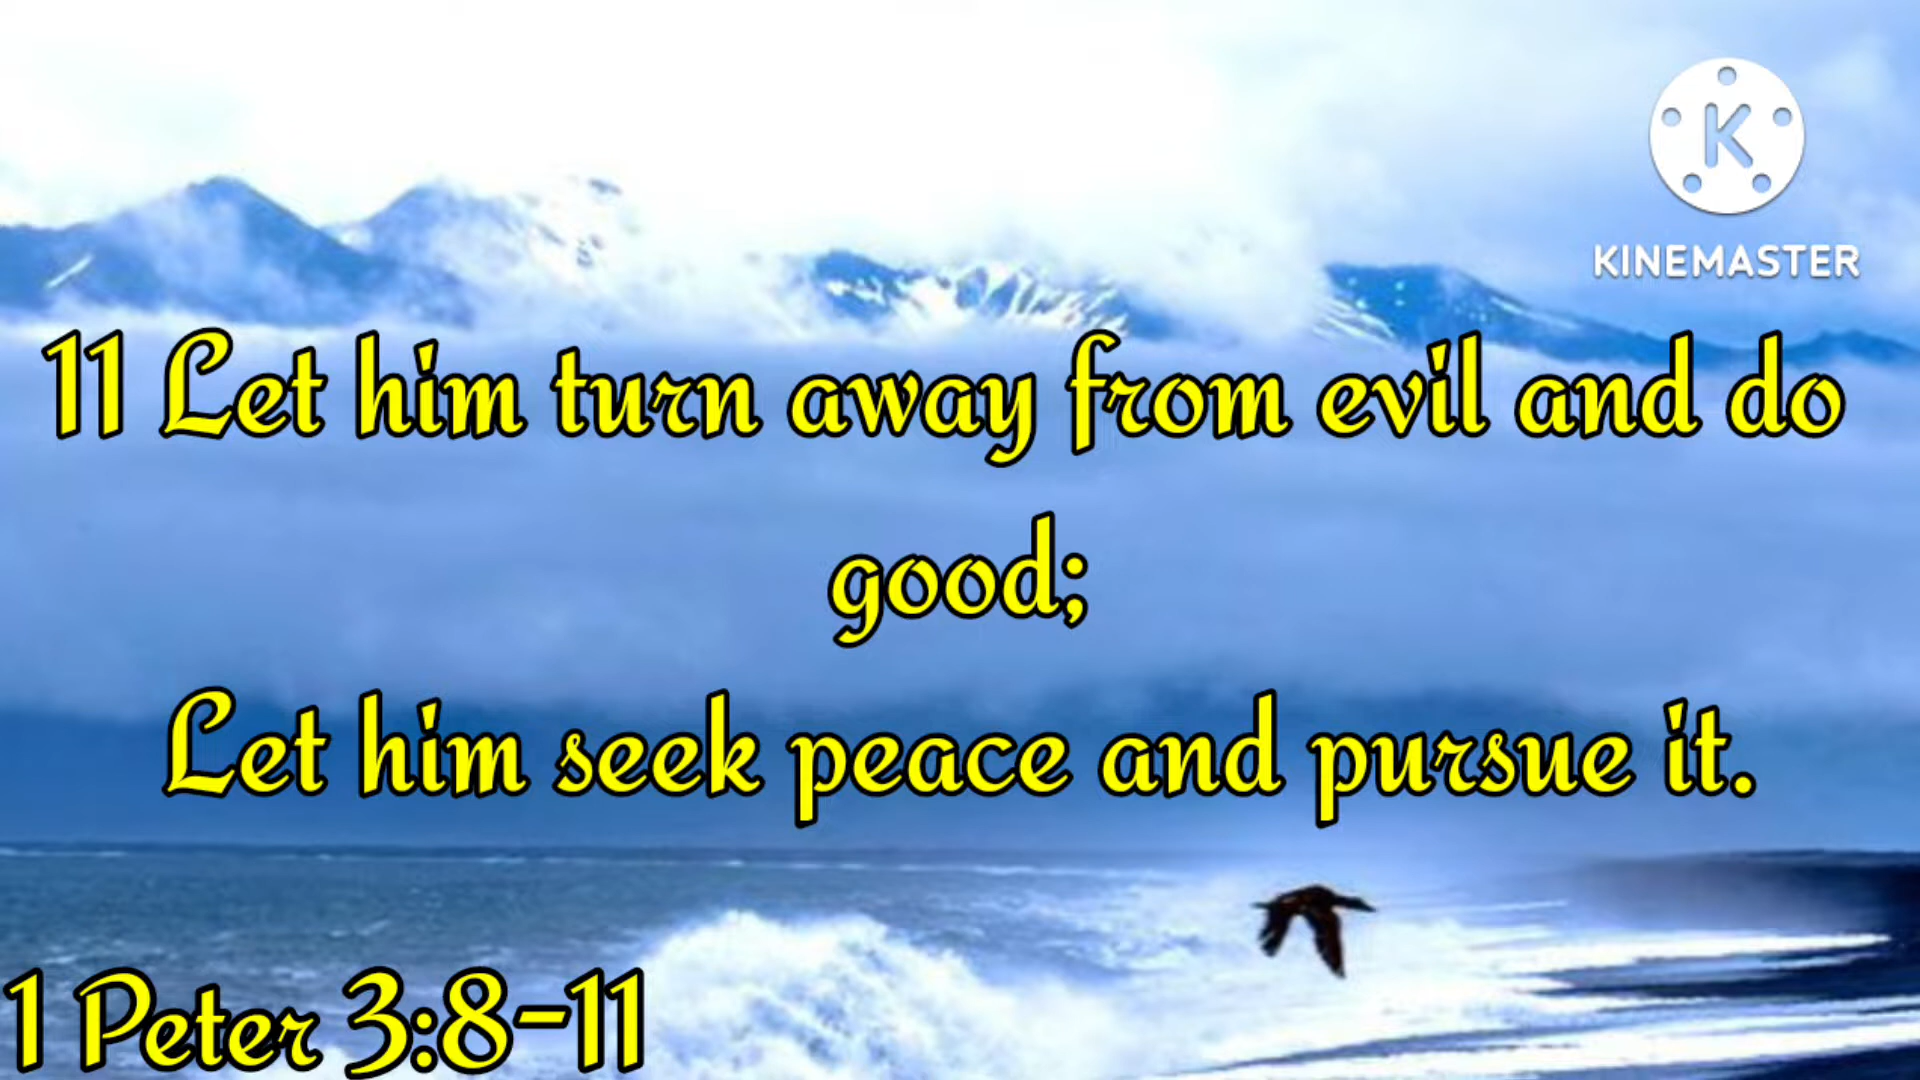 K
KINEMASTER
11 Let him turn away from evil and do
good;
Let him seek peace and pursue it.
1 Peter 3:8-11